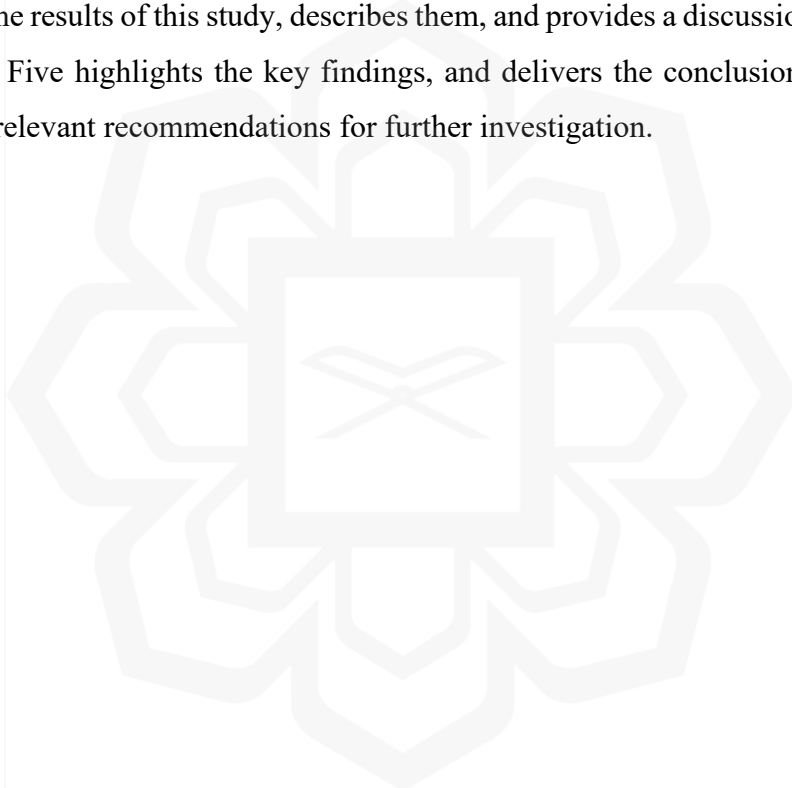 he results of this study, describes them, and provides a discussio
Five highlights the key findings, and delivers the conclusion
relevant recommendations for further investigation.